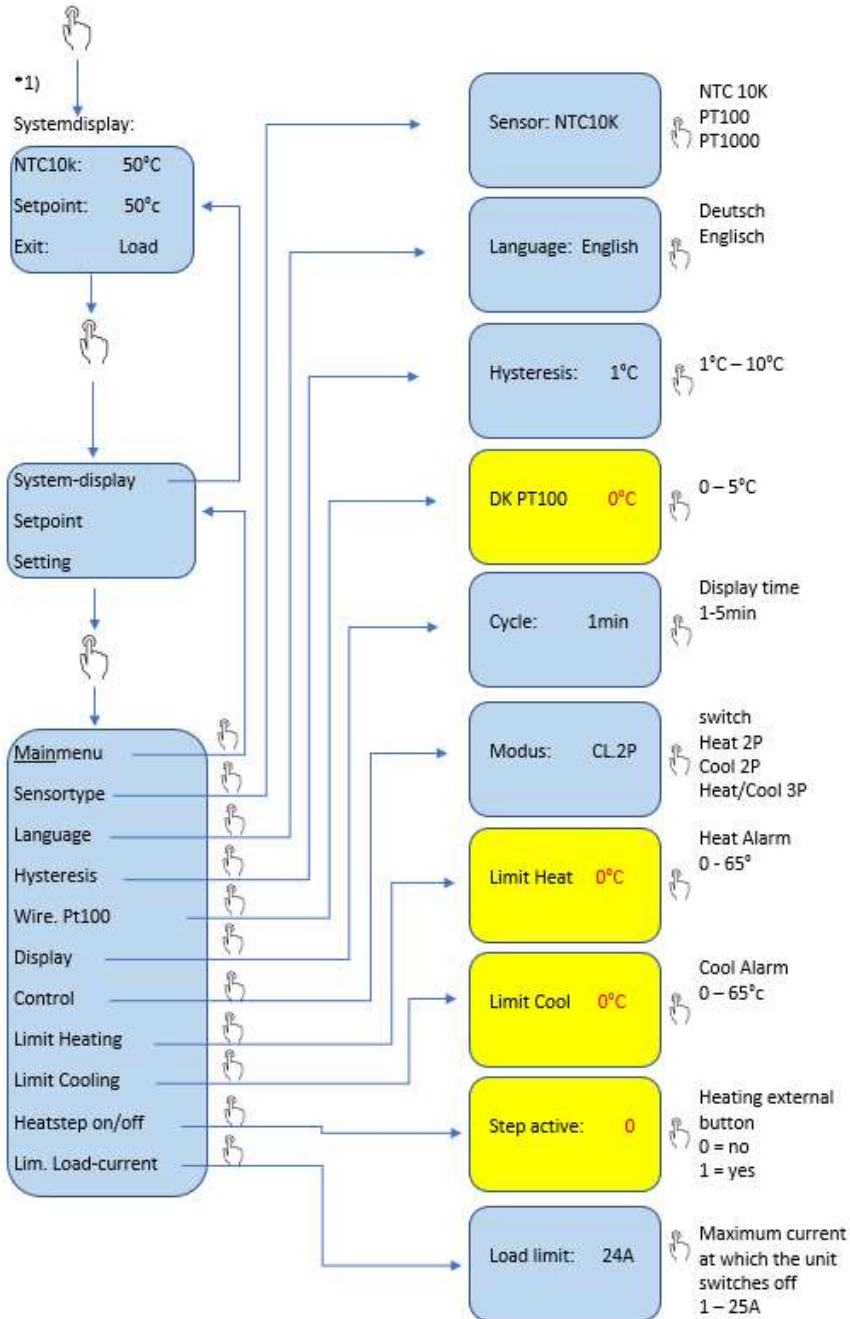 *1)
Systemdisplay:
NTC10k: 50°C
Setpoint: 50°c
Exit: Load
System-display
Setpoint
Setting
Mainmenu
Sensortype
Language
Hysteresis
Wire. Pt100
Display
Control
Limit Heating
Limit Cooling
Heatstep on/off
Lim. Load-current
Sensor: NTC10K
NTC 10K
PT100
PT1000
Language: English
Deutsch
Englisch
Hysteresis: 1°C
1°C – 10°C
DK PT100 0°C
0 – 5°C
Cycle: 1min
Display time
1-5min
Modus: CL.2P
switch
Heat 2P
Cool 2P
Heat/Cool 3P
Limit Heat 0°C
Heat Alarm
0 - 65°
Limit Cool 0°C
Cool Alarm
0 – 65°c
Step active: 0
Heating external
button
0 = no
1 = yes
Load limit: 24A
Maximum current
at which the unit
switches off
1 – 25A